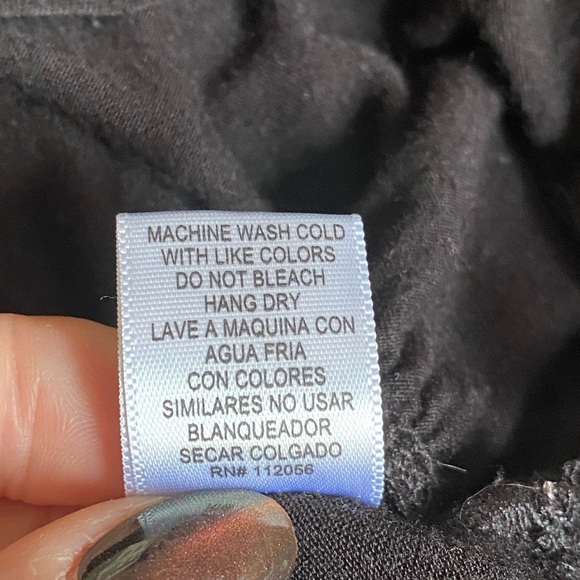 MACHINE WASH COLD
WITH LIKE COLORS
DO NOT BLEACH
HANG DRY
LAVE A MAQUINA CON
AGUA FRIA
CON COLORES
SIMILARES NO USAR
BLANQUEADOR
SECAR COLGADO
RN# 112056